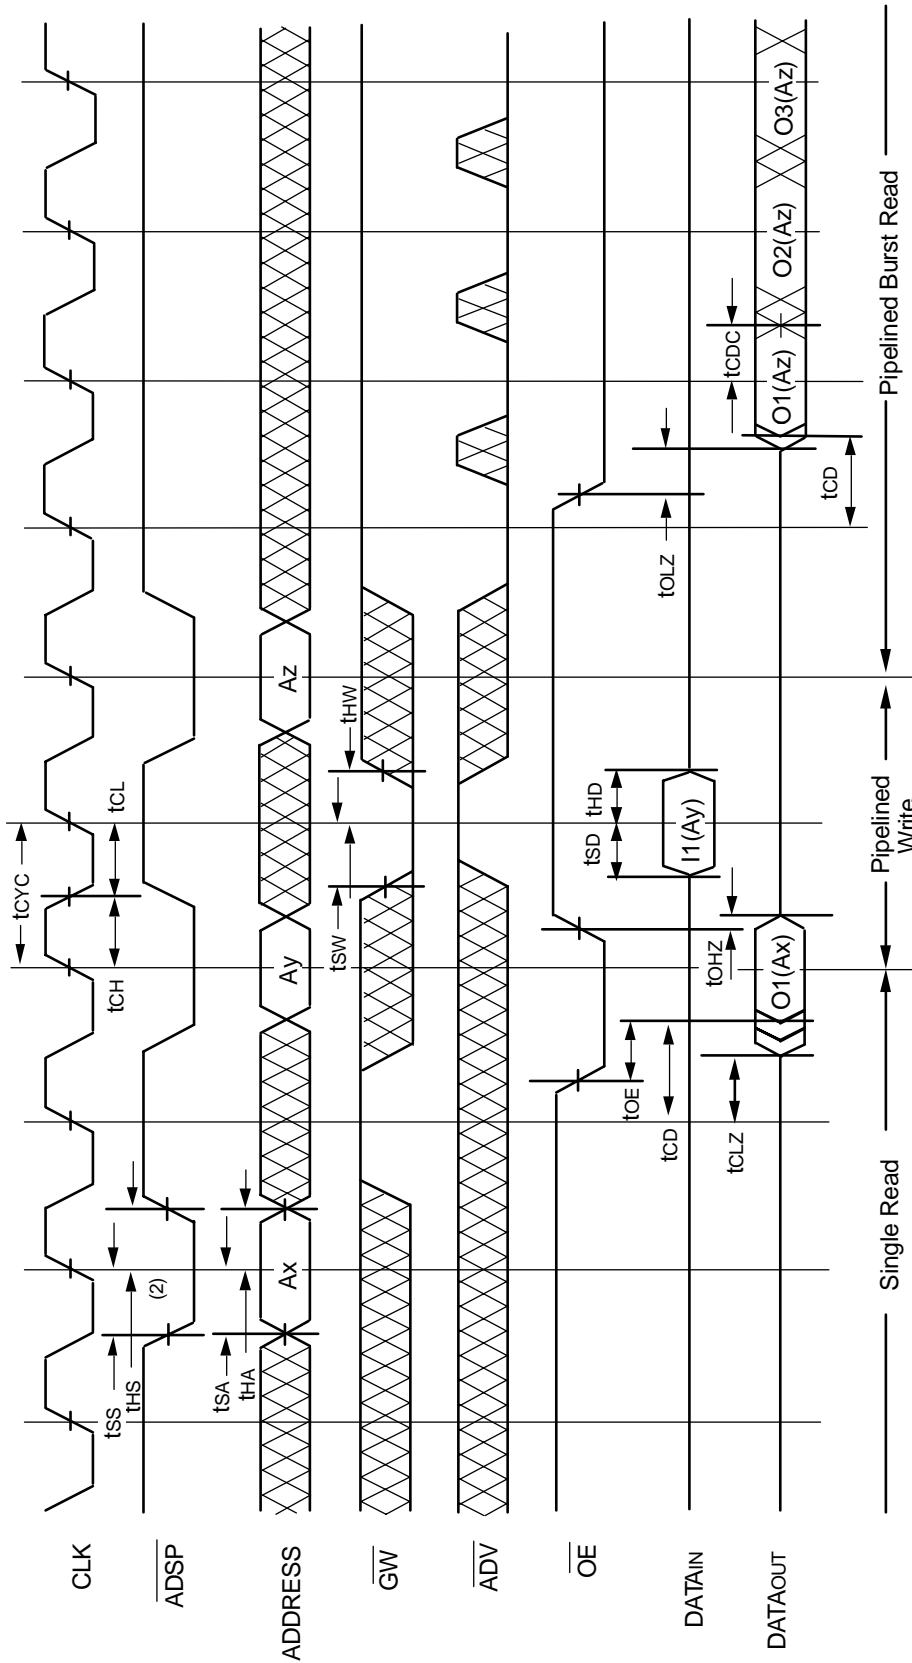 tCYC
tCH
tCL
CLK
tSS
tHS
(2)
ADSP
tSA
tHA
ADDRESS
Ax
Ay
Az
tSW
tHW
GW
ADV
OE
tOE
tOHZ
tOLZ
tSD
tHD
DATAIN
I1(Ay)
tCD
tCLZ
tCDC
DATAOUT
O1(Ax)
O1(Az)
O2(Az)
O3(Az)
tCD
Single Read
Pipelined
Write
Pipelined Burst Read